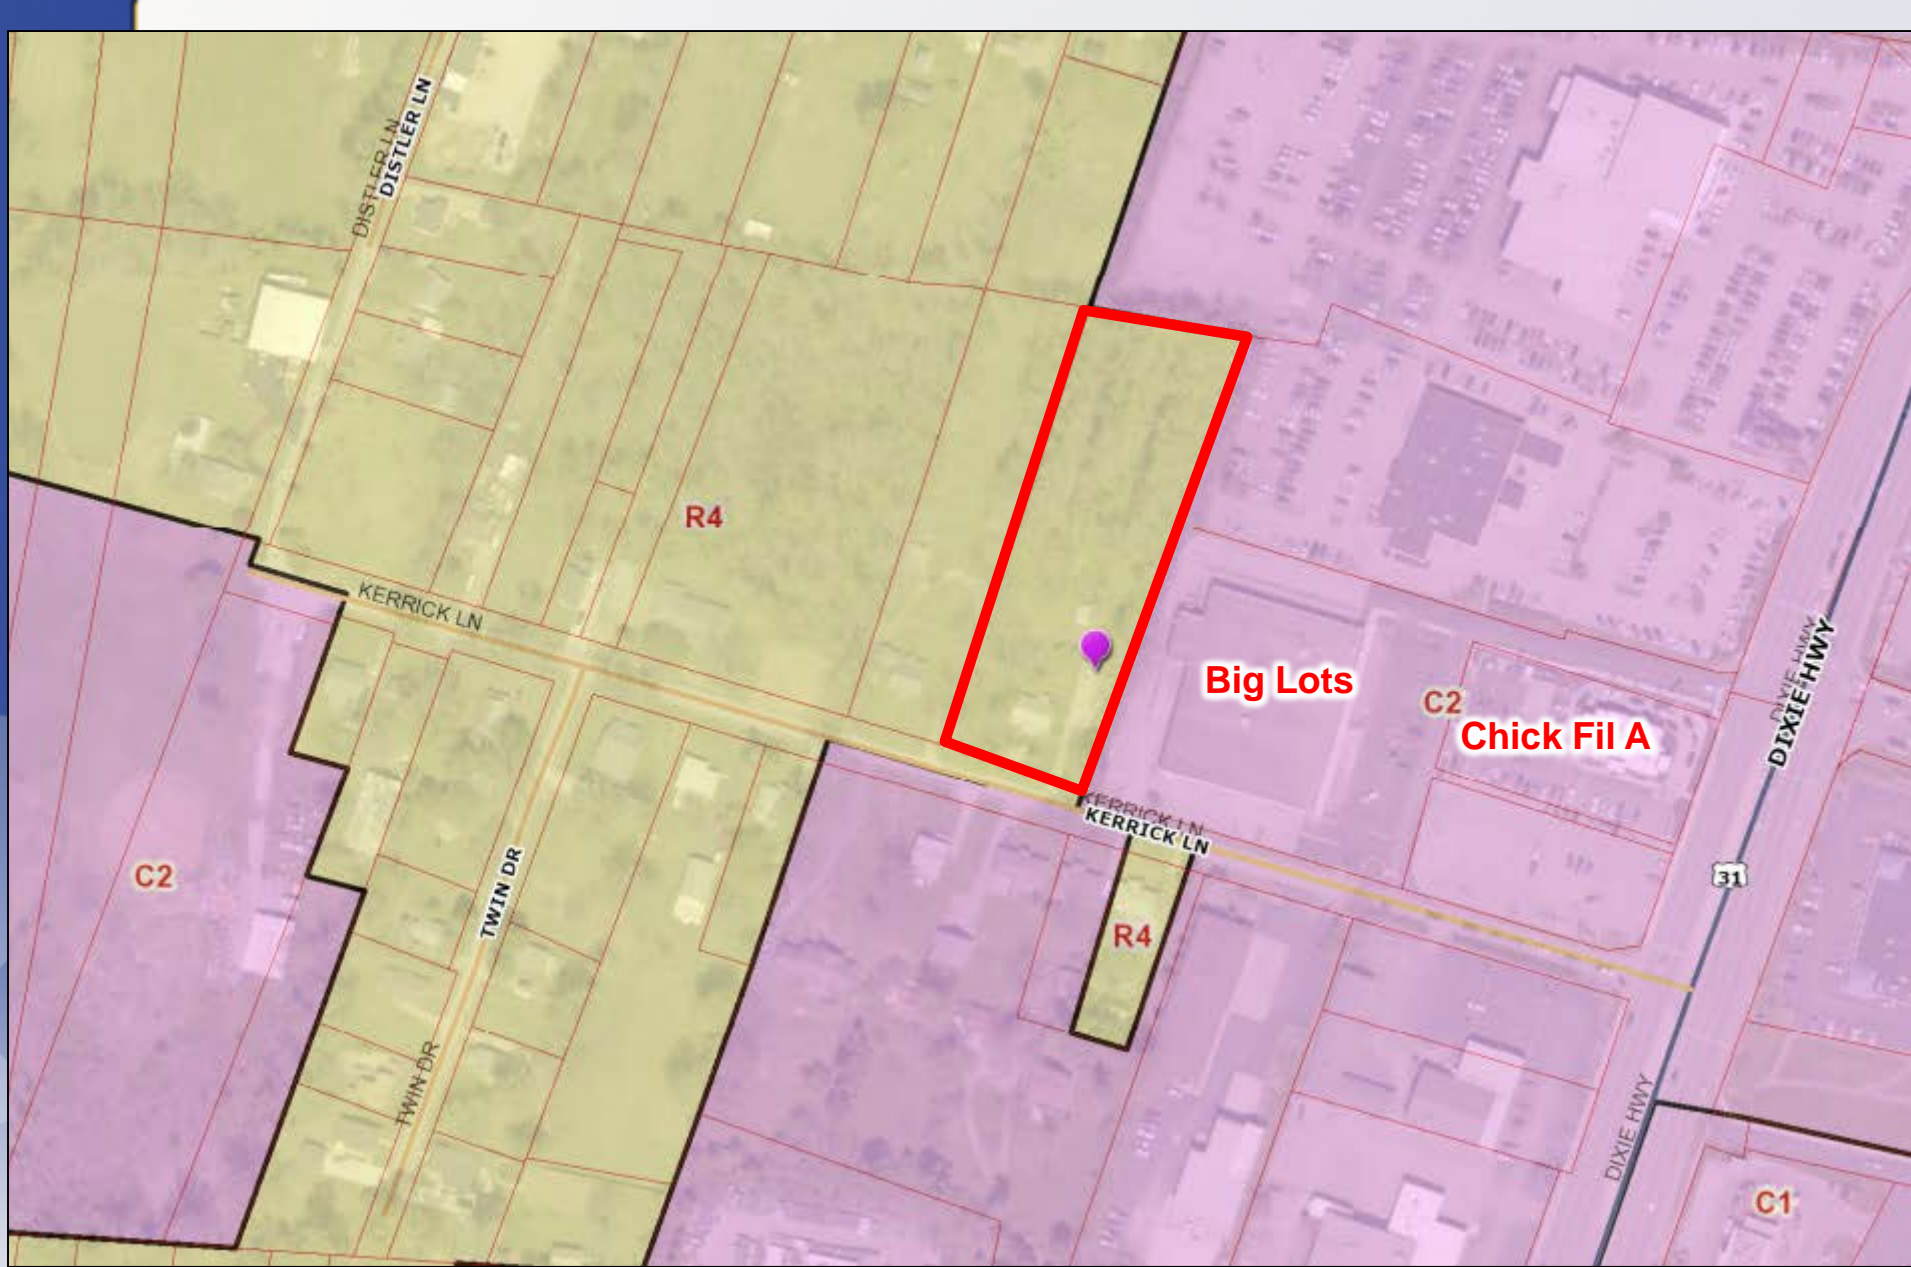 DISTLER LN
DISTLER LN
R4
KERRICK LN
Big Lots
C2
Chick Fil A
DIXIE HWY
DIXIE HWY
KERRICK LN
KERRICK LN
TWIN DR
C2
31
R4
TWIN DR
DIXIE HWY
C1